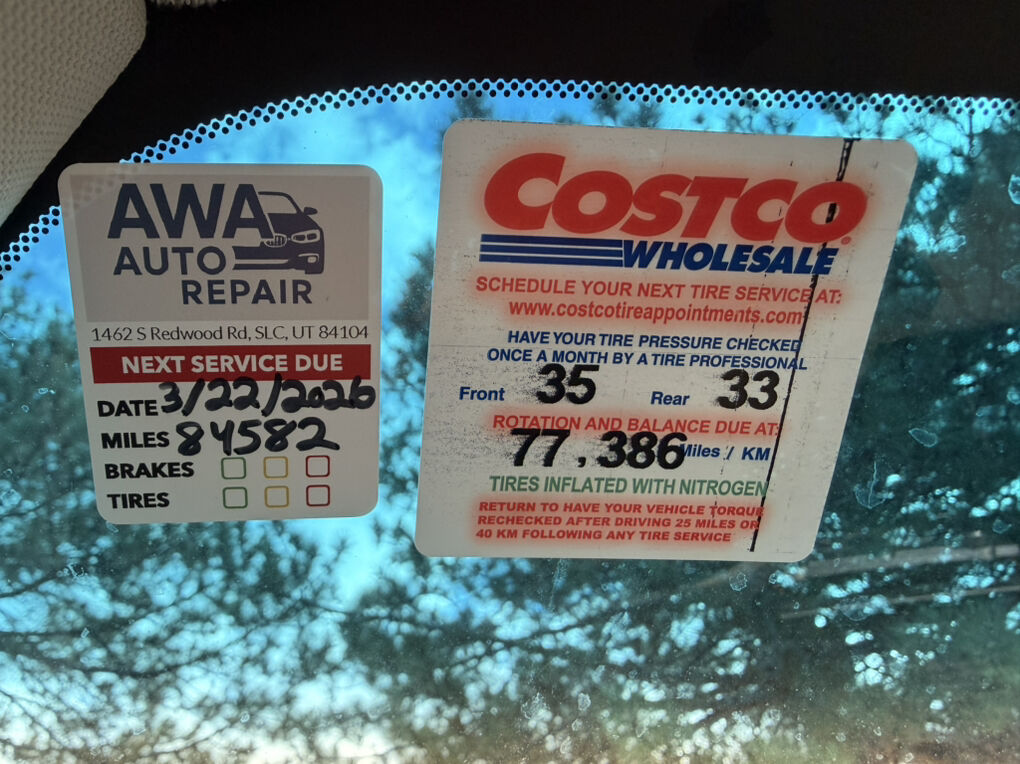 AWA
AUTO
REPAIR
1462 S Redwood Rd, SLC, UT 84104
NEXT SERVICE DUE
DATE 3/22/2026
MILES 84582
BRAKES
TIRES
COSTCO
WHOLESALE
SCHEDULE YOUR NEXT TIRE SERVICE AT:
www.costcotireappointments.com
HAVE YOUR TIRE PRESSURE CHECKED
ONCE A MONTH BY A TIRE PROFESSIONAL
Front 35 Rear 33
ROTATION AND BALANCE DUE AT:
77,386 Miles / KM
TIRES INFLATED WITH NITROGEN
RETURN TO HAVE YOUR VEHICLE TORQUE
RECHECKED AFTER DRIVING 25 MILES OR
40 KM FOLLOWING ANY TIRE SERVICE